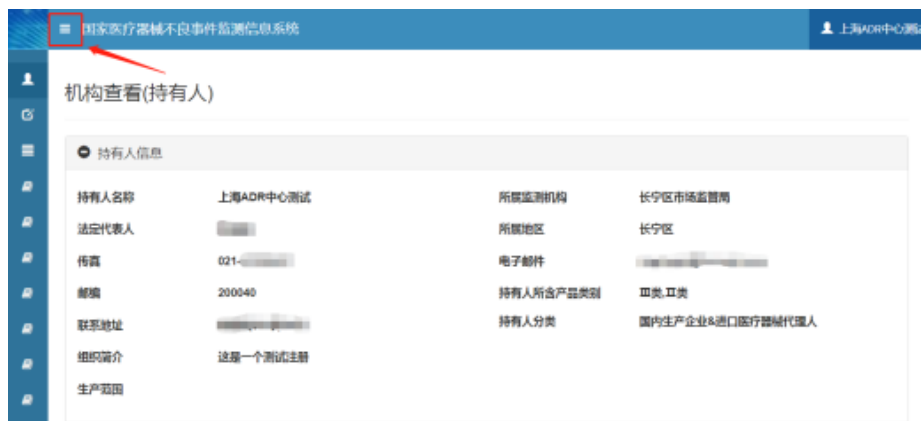 国家医疗器械不良事件监测信息系统
上海ADR中心测试
机构查看(持有人)
持有人信息
持有人名称 上海ADR中心测试 所属监测机构 长宁区市场监督局
法定代表人 所属地区 长宁区
传真 021- 电子邮件
邮编 200040 持有人所含产品类别 Ⅲ类,Ⅱ类
联系地址 持有人分类 国内生产企业&进口医疗器械代理人
组织简介 这是一个测试注册
生产范围